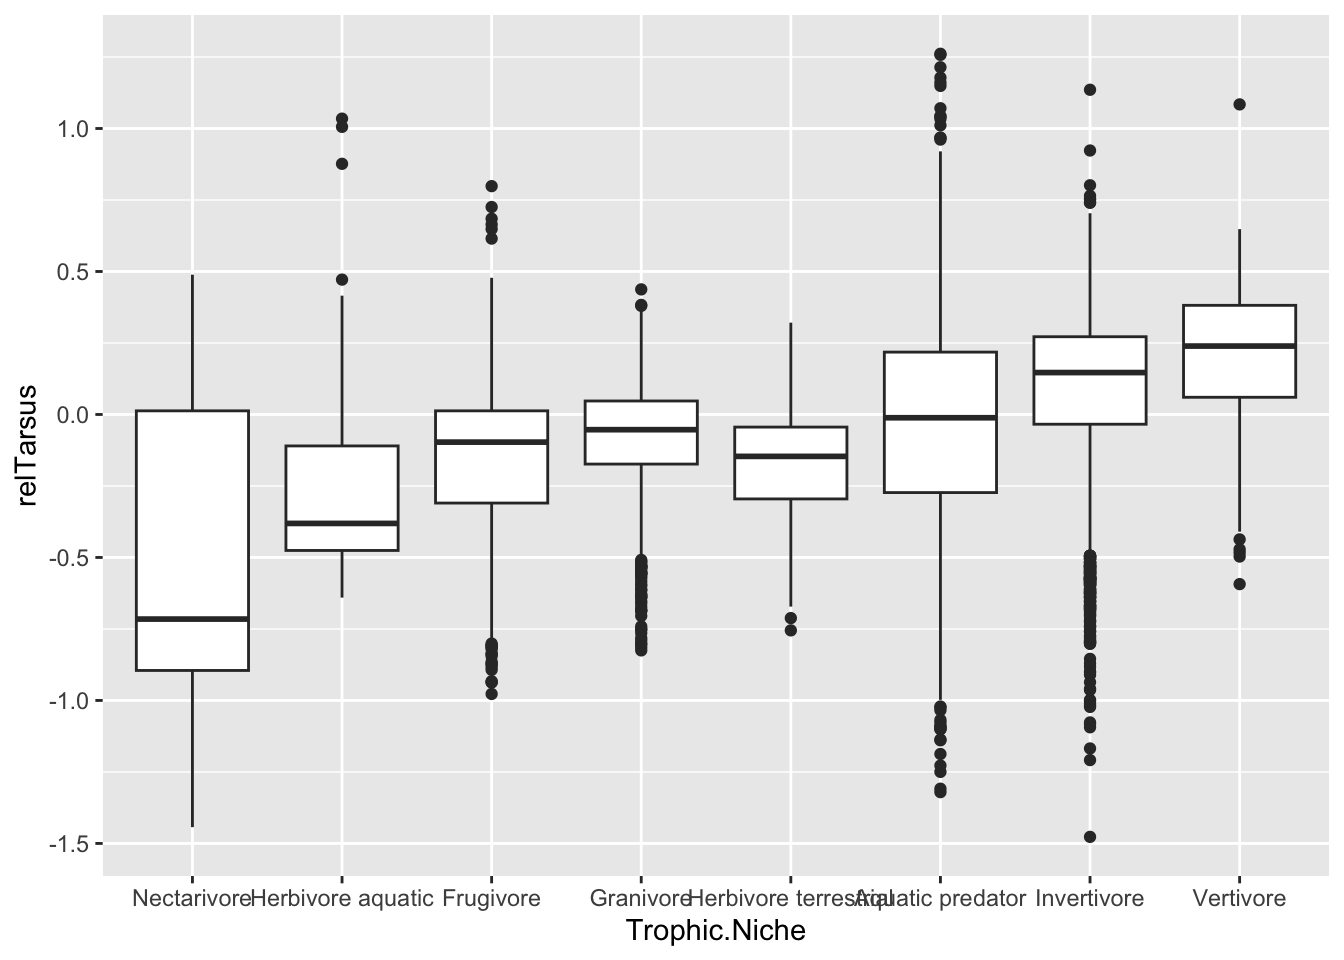 relTarsus
1.0
0.5
0.0
-0.5
-1.0
-1.5
Nectarivore Herbivore aquatic Frugivore Granivore Herbivore terrestrial Aquatic predator Invertivore Vertivore
Trophic.Niche